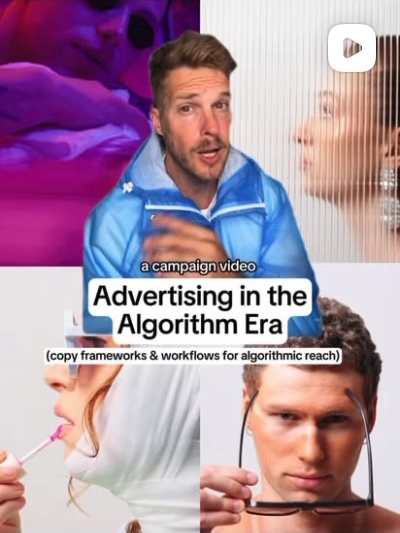 a campaign video
Advertising in the
Algorithm Era
(copy frameworks & workflows for algorithmic reach)